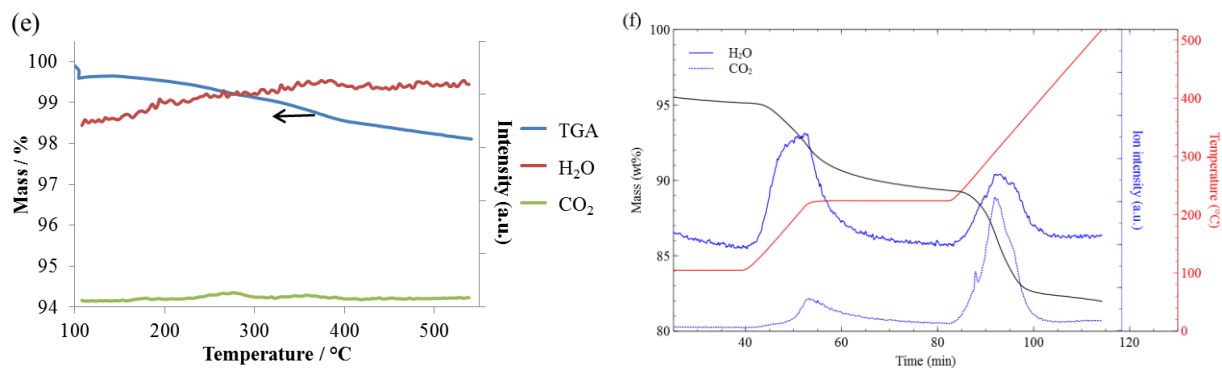 (e)
100
99
98
97
96
95
94
Mass / %
100
200
300
400
500
Temperature / °C
Intensity (a.u.)
TGA
H₂O
CO₂
(f)
H₂O
CO₂
100
95
90
85
80
Mass (wt%)
40
60
80
100
120
Time (min)
Ion intensity (a.u.)
500
400
300
200
100
0
Temperature (°C)